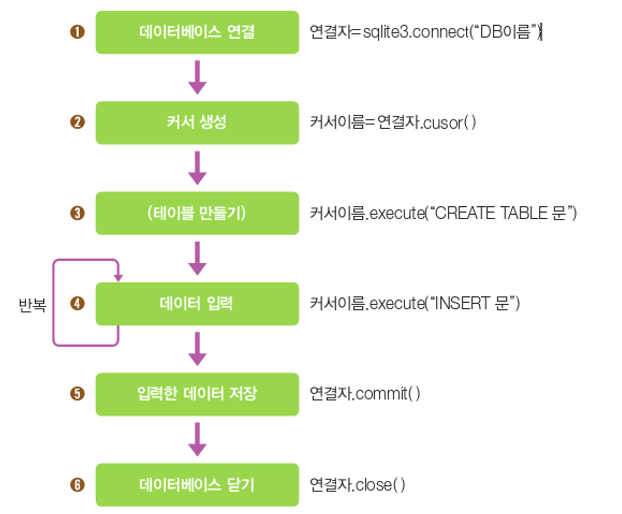 ❶ 데이터베이스 연결 연결자= sqlite3.connect(“DB이름”)
❷ 커서 생성 커서이름= 연결자.cusor( )
❸ (테이블 만들기) 커서이름.execute(“CREATE TABLE 문”)
반복 ❹ 데이터 입력 커서이름.execute(“INSERT 문”)
❺ 입력한 데이터 저장 연결자.commit( )
❻ 데이터베이스 닫기 연결자.close( )